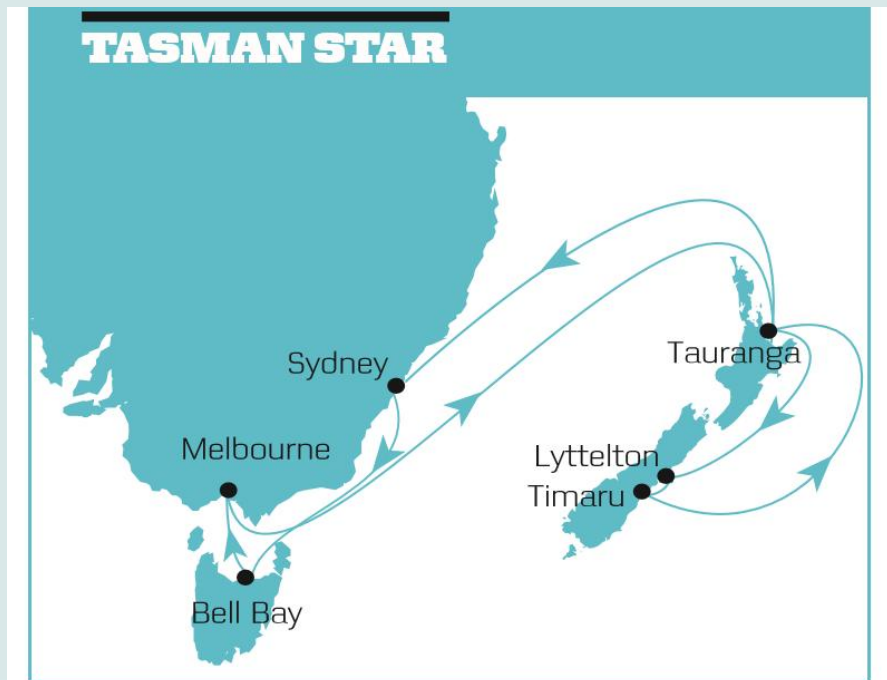 TASMAN STAR
Sydney
Tauranga
Melbourne
Lyttelton
Timaru
Bell Bay